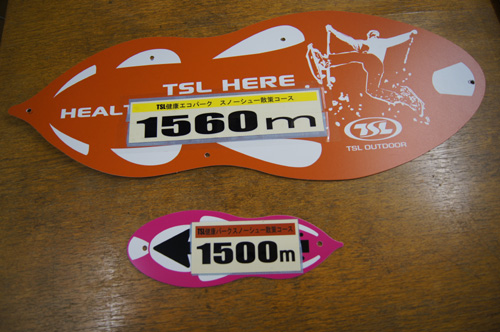 TSL HERE
HEAL
TSL健康エコパーク スノーシュー散策コース
1560m
TSL
TSL OUTDOOR
TSL健康パークスノーシュー散策コース
1500m